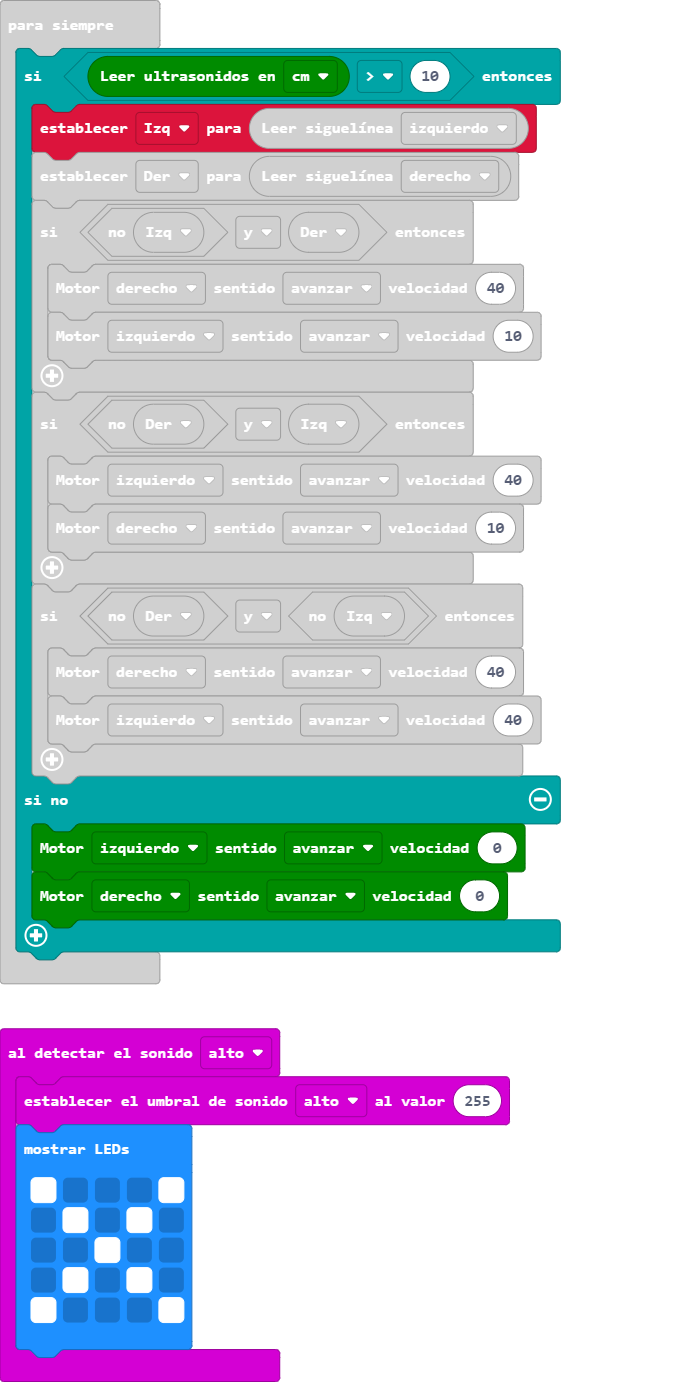 para siempre
si Leer ultrasonidos en cm > 10 entonces
establecer Izq para Leer siguelínea izquierdo
establecer Der para Leer siguelínea derecho
si no Izq y Der entonces
Motor derecho sentido avanzar velocidad 40
Motor izquierdo sentido avanzar velocidad 10
si no Der y Izq entonces
Motor izquierdo sentido avanzar velocidad 40
Motor derecho sentido avanzar velocidad 10
si no Der y no Izq entonces
Motor derecho sentido avanzar velocidad 40
Motor izquierdo sentido avanzar velocidad 40
si no
Motor izquierdo sentido avanzar velocidad 0
Motor derecho sentido avanzar velocidad 0
al detectar el sonido alto
establecer el umbral de sonido alto al valor 255
mostrar LEDs